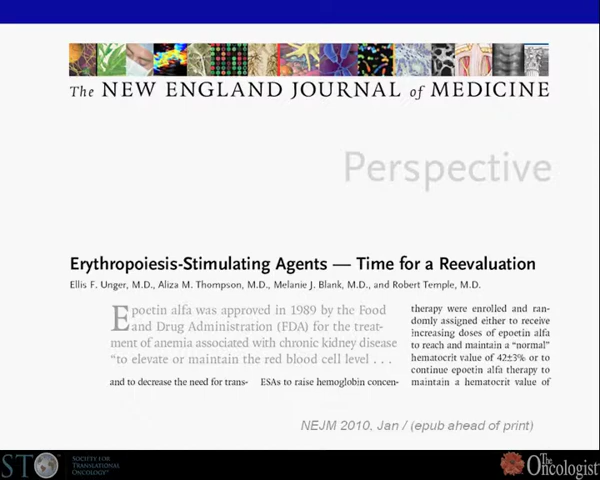 The NEW ENGLAND JOURNAL of MEDICINE
Perspective
Erythropoiesis-Stimulating Agents — Time for a Reevaluation
Ellis F. Unger, M.D., Aliza M. Thompson, M.D., Melanie J. Blank, M.D., and Robert Temple, M.D.
Epoetin alfa was approved in 1989 by the Food
and Drug Administration (FDA) for the treat-
ment of anemia associated with chronic kidney disease
“to elevate or maintain the red blood cell level . . .
and to decrease the need for trans-
ESAs to raise hemoglobin concen-
therapy were enrolled and ran-
domly assigned either to receive
increasing doses of epoetin alfa
to reach and maintain a “normal”
hematocrit value of 42±3% or to
continue epoetin alfa therapy to
maintain a hematocrit value of
NEJM 2010, Jan / (epub ahead of print)
STO
SOCIETY FOR
TRANSLATIONAL
ONCOLOGY
The
Oncologist